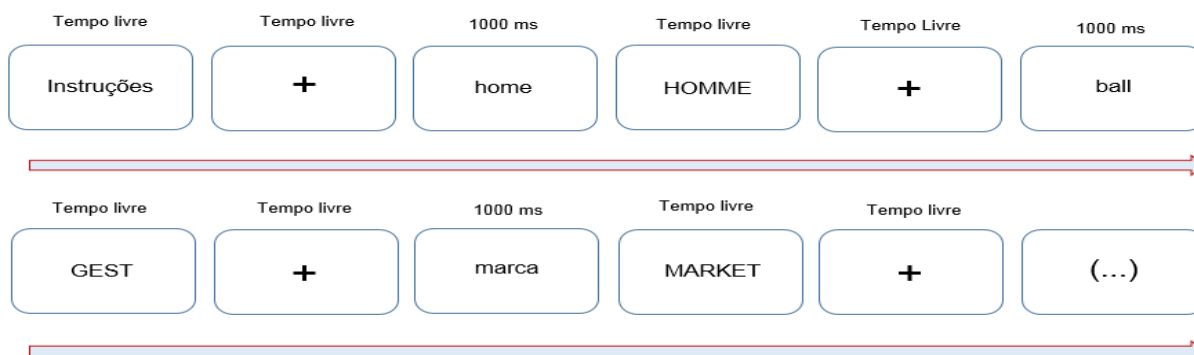 Tempo livre Tempo livre 1000 ms Tempo livre Tempo Livre 1000 ms
Instruções + home HOMME + ball
Tempo livre Tempo livre 1000 ms Tempo livre Tempo livre
GEST + marca MARKET + (...)